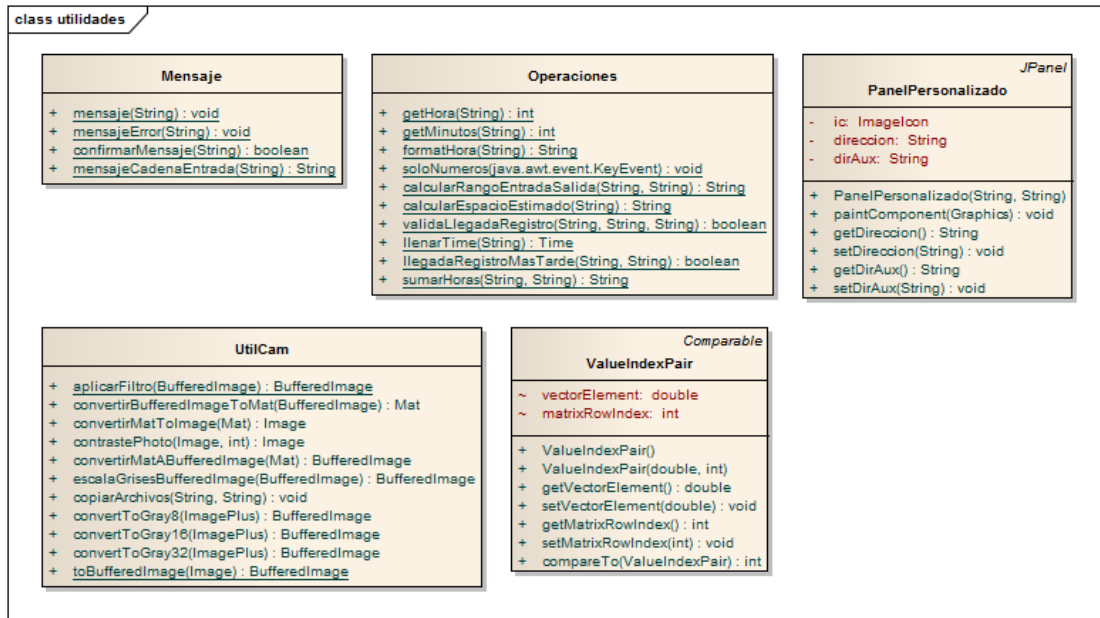 class utilidades
Mensaje
+ mensaje(String) : void
+ mensajeError(String) : void
+ confirmarMensaje(String) : boolean
+ mensajeCadenaEntrada(String) : String
Operaciones
+ getHora(String) : int
+ getMinutos(String) : int
+ formatHora(String) : String
+ soloNumeros(java.awt.event.KeyEvent) : void
+ calcularRangoEntradaSalida(String, String) : String
+ calcularEspacioEstimado(String) : String
+ validaLlegadaRegistro(String, String, String) : boolean
+ llenarTime(String) : Time
+ llegadaRegistroMasTarde(String, String) : boolean
+ sumarHoras(String, String) : String
JPanel
PanelPersonalizado
- ic: ImageIcon
- direccion: String
- dirAux: String
+ PanelPersonalizado(String, String)
+ paintComponent(Graphics) : void
+ getDireccion() : String
+ setDireccion(String) : void
+ getDirAux() : String
+ setDirAux(String) : void
UtilCam
+ aplicarFiltro(BufferedImage) : BufferedImage
+ convertirBufferedImageToMat(BufferedImage) : Mat
+ convertirMatToImage(Mat) : Image
+ contrastePhoto(Image, int) : Image
+ convertirMatABufferedImage(Mat) : BufferedImage
+ escalaGrisesBufferedImage(BufferedImage) : BufferedImage
+ copiarArchivos(String, String) : void
+ convertToGray8(ImagePlus) : BufferedImage
+ convertToGray16(ImagePlus) : BufferedImage
+ convertToGray32(ImagePlus) : BufferedImage
+ toBufferedImage(Image) : BufferedImage
Comparable
ValueIndexPair
~ vectorElement: double
~ matrixRowIndex: int
+ ValueIndexPair()
+ ValueIndexPair(double, int)
+ getVectorElement() : double
+ setVectorElement(double) : void
+ getMatrixRowIndex() : int
+ setMatrixRowIndex(int) : void
+ compareTo(ValueIndexPair) : int